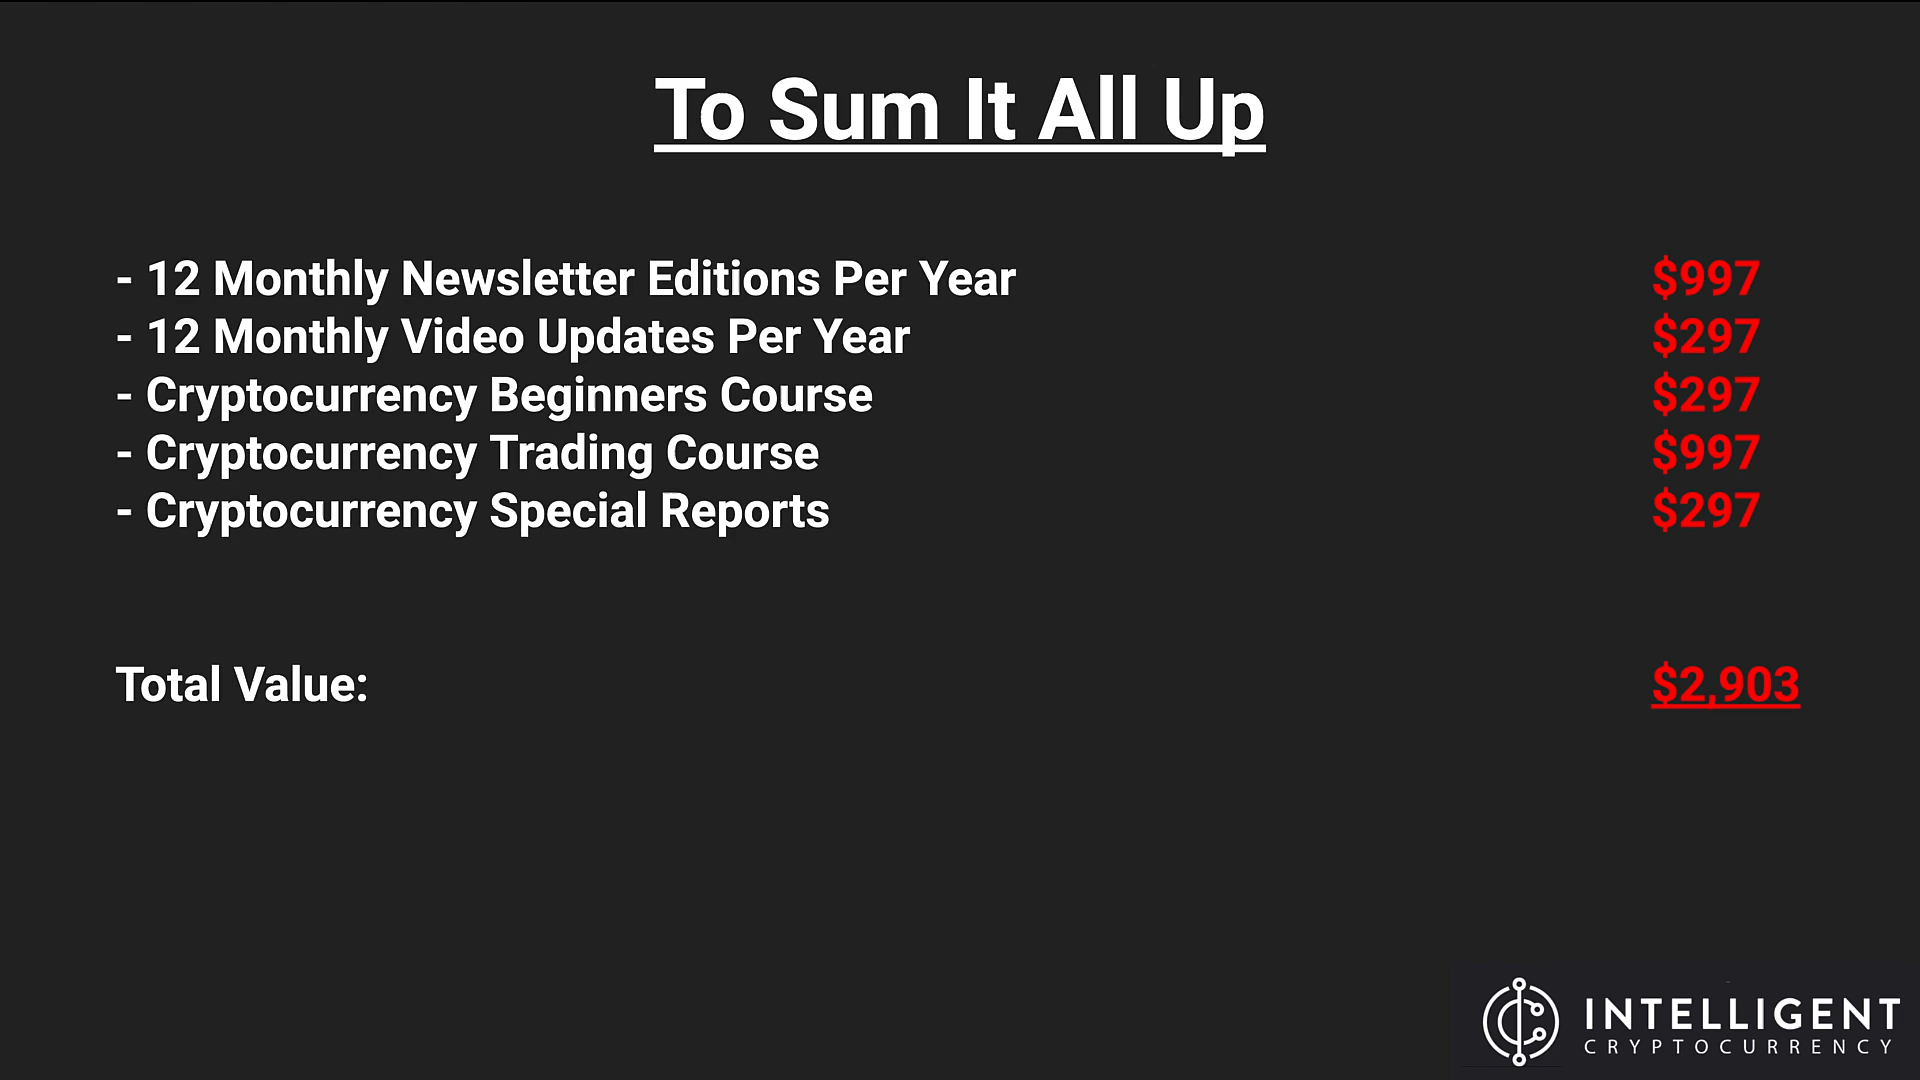 To Sum It All Up
- 12 Monthly Newsletter Editions Per Year $997
- 12 Monthly Video Updates Per Year $297
- Cryptocurrency Beginners Course $297
- Cryptocurrency Trading Course $997
- Cryptocurrency Special Reports $297
Total Value: $2,903
INTELLIGENT
CRYPTOCURRENCY